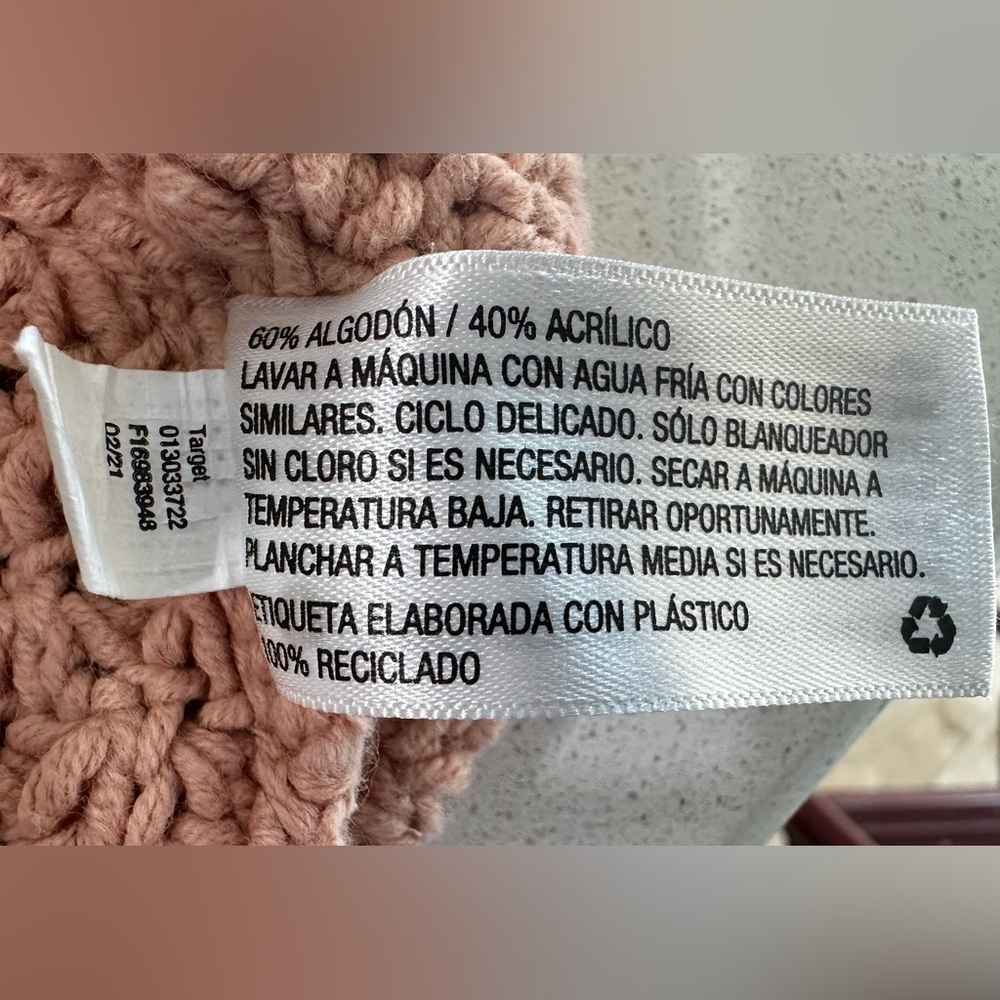 60% ALGODÓN / 40% ACRÍLICO
LAVAR A MÁQUINA CON AGUA FRÍA CON COLORES
SIMILARES. CICLO DELICADO. SÓLO BLANQUEADOR
SIN CLORO SI ES NECESARIO. SECAR A MÁQUINA A
TEMPERATURA BAJA. RETIRAR OPORTUNAMENTE.
PLANCHAR A TEMPERATURA MEDIA SI ES NECESARIO.
ETIQUETA ELABORADA CON PLÁSTICO
100% RECICLADO
Target
013033722
F16983948
02/21